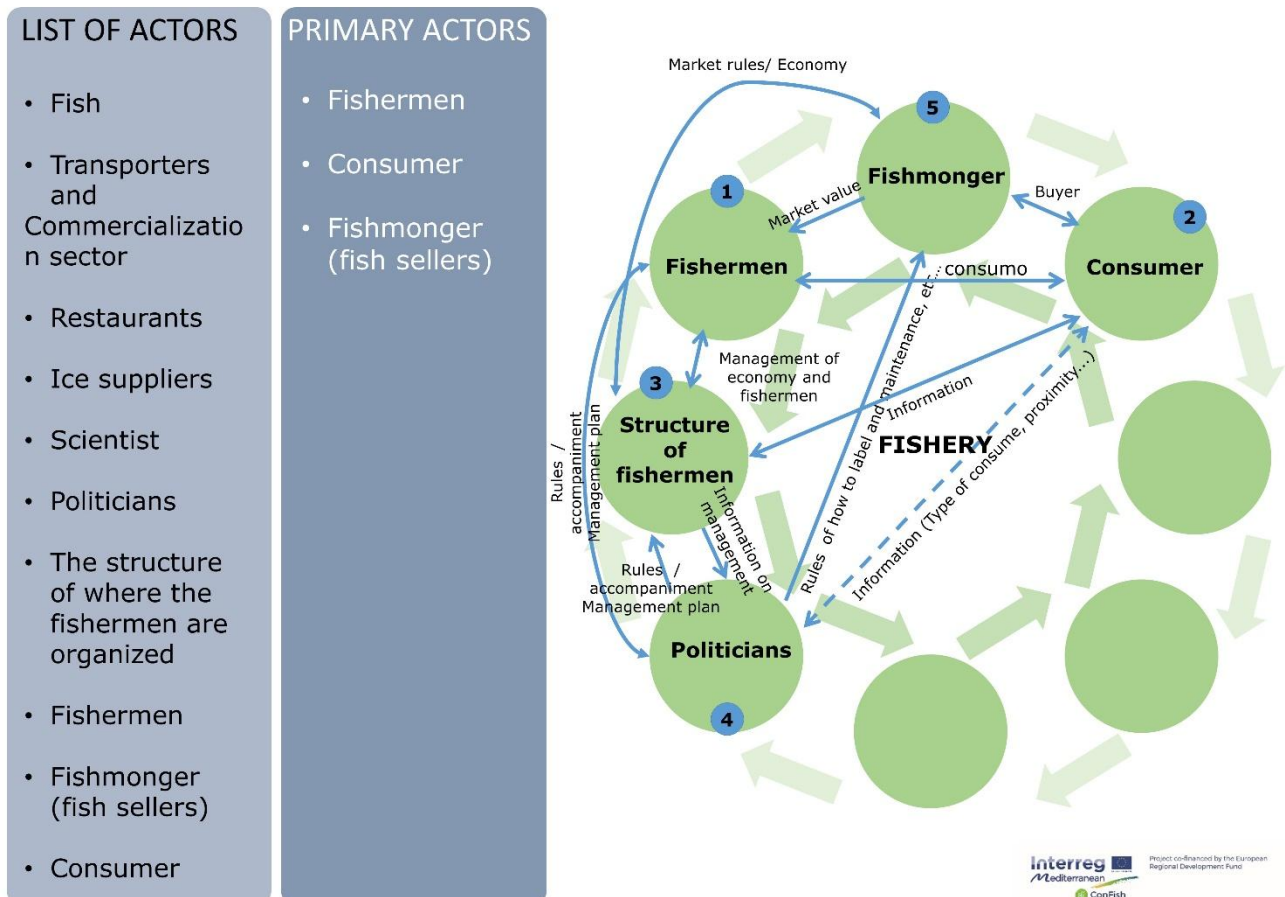 LIST OF ACTORS
• Fish
• Transporters
and
Commercializatio
n sector
• Restaurants
• Ice suppliers
• Scientist
• Politicians
• The structure
of where the
fishermen are
organized
• Fishermen
• Fishmonger
(fish sellers)
• Consumer
PRIMARY ACTORS
• Fishermen
• Consumer
• Fishmonger
(fish sellers)
Market rules/ Economy
5
Fishmonger
1
Fishermen
Market value
Buyer
2
Consumer
consumo
3
Structure
of
fishermen
Management of
economy and
fishermen
Information
FISHERY
Rules of how to label and maintenance, etc...
Information (Type of consume, proximity...)
Rules /
accompaniment
Management plan
Information on
management
Rules /
accompaniment
Management plan
Politicians
4
Interreg
Mediterranean
ConFish
Project co-financed by the European
Regional Development Fund